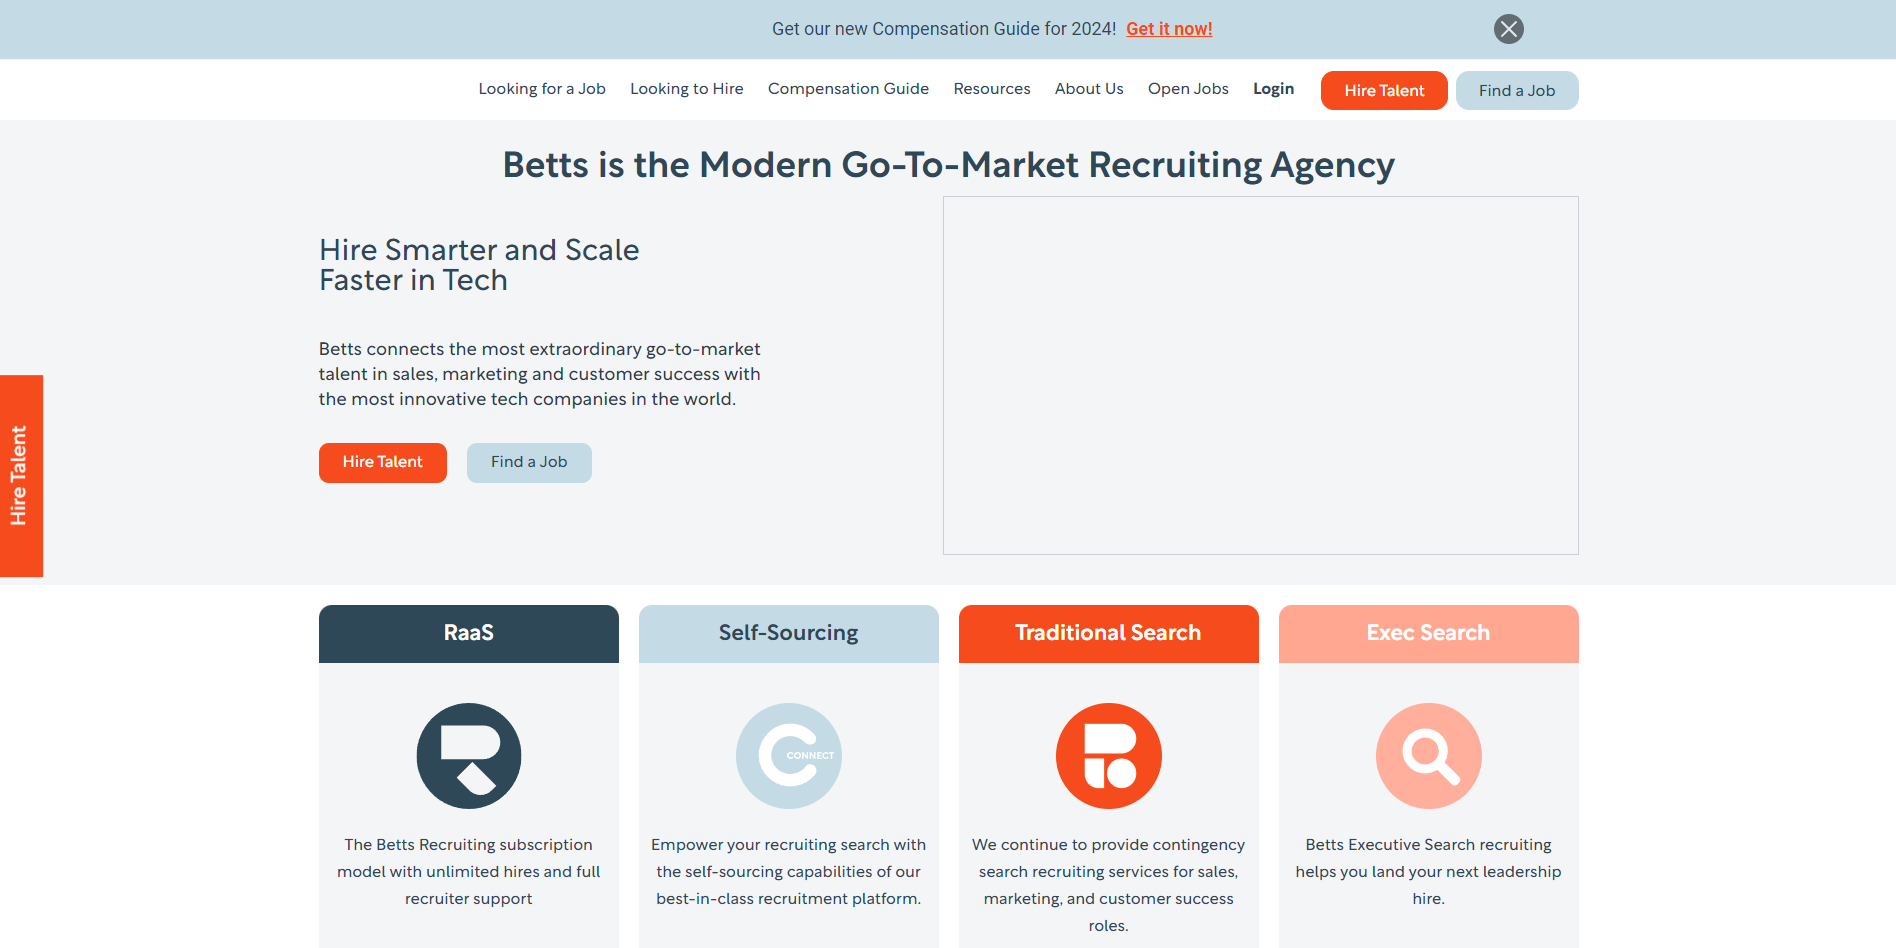 Get our new Compensation Guide for 2024! Get it now!
Looking for a Job Looking to Hire Compensation Guide Resources About Us Open Jobs Login Hire Talent Find a Job
Betts is the Modern Go-To-Market Recruiting Agency
Hire Smarter and Scale
Faster in Tech
Betts connects the most extraordinary go-to-market
talent in sales, marketing and customer success with
the most innovative tech companies in the world.
Hire Talent Find a Job
Hire Talent
RaaS
The Betts Recruiting subscription
model with unlimited hires and full
recruiter support
Self-Sourcing
CONNECT
Empower your recruiting search with
the self-sourcing capabilities of our
best-in-class recruitment platform.
Traditional Search
We continue to provide contingency
search recruiting services for sales,
marketing, and customer success
roles.
Exec Search
Betts Executive Search recruiting
helps you land your next leadership
hire.